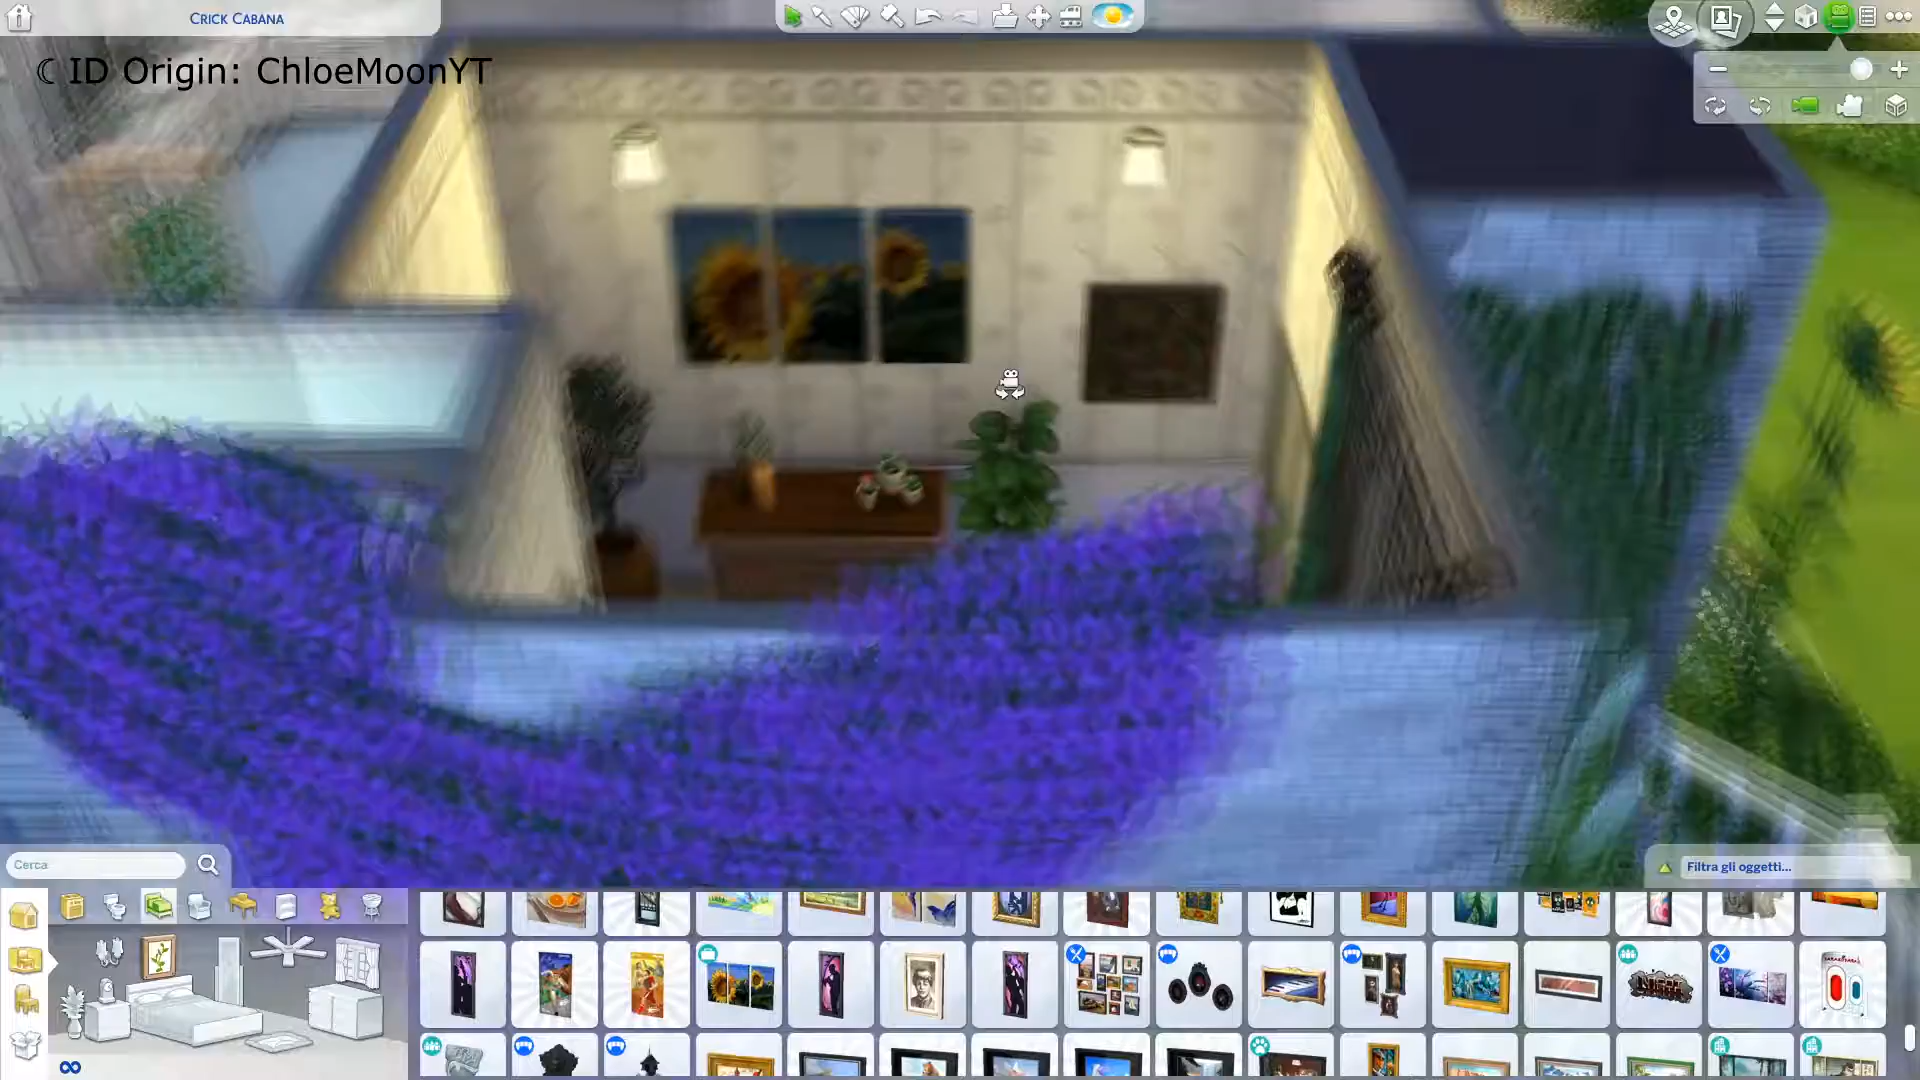 Crick Cabana
☾ ID Origin: ChloeMoonYT
Cerca
Filtra gli oggetti...